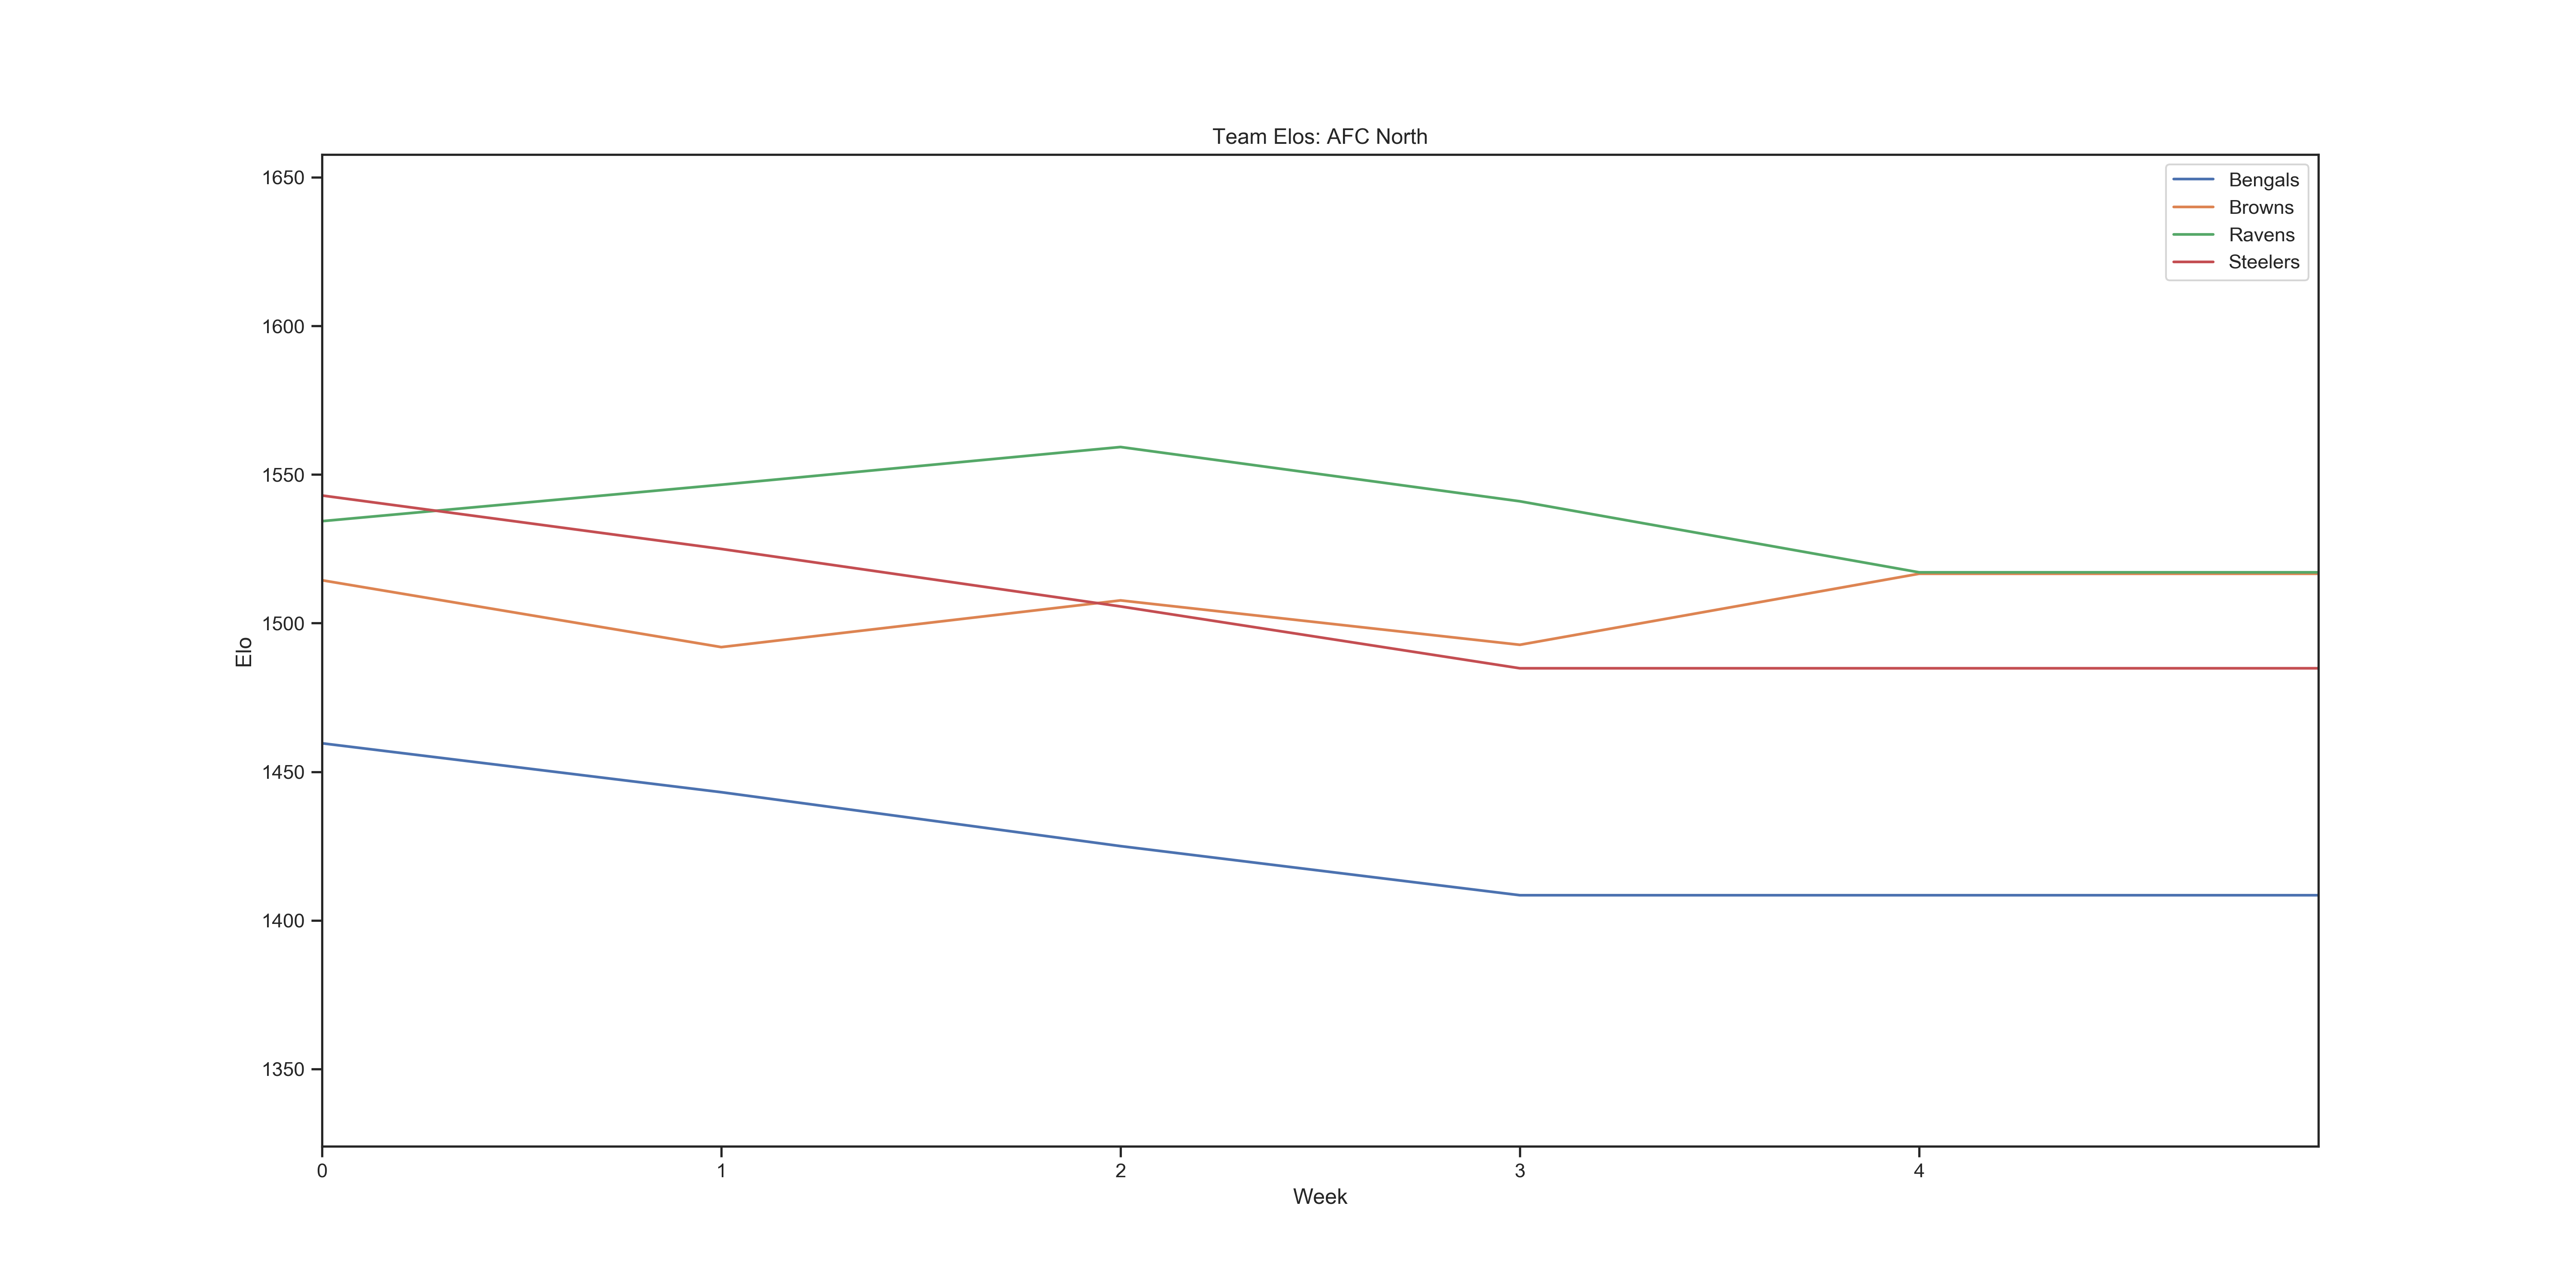 Team Elos: AFC North
1650
1600
1550
1500
1450
1400
1350
Elo
0 1 2 3 4
Week
Bengals
Browns
Ravens
Steelers